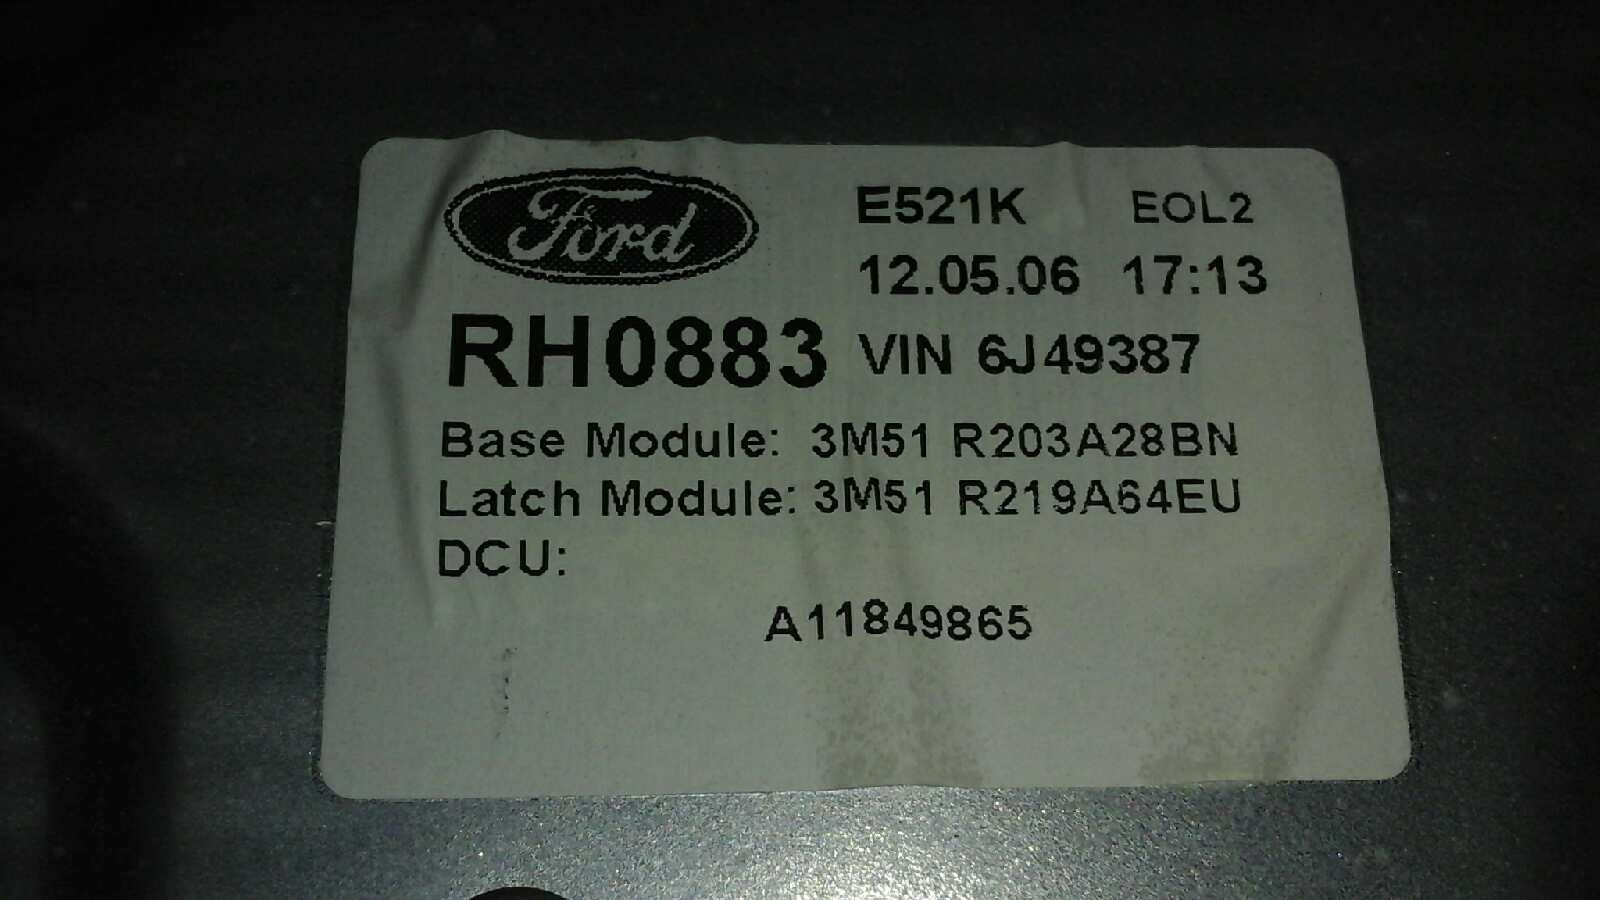 Ford
E521K EOL2
12.05.06 17:13
RH0883 VIN 6J49387
Base Module: 3M51 R203A28BN
Latch Module: 3M51 R219A64EU
DCU:
A11849865